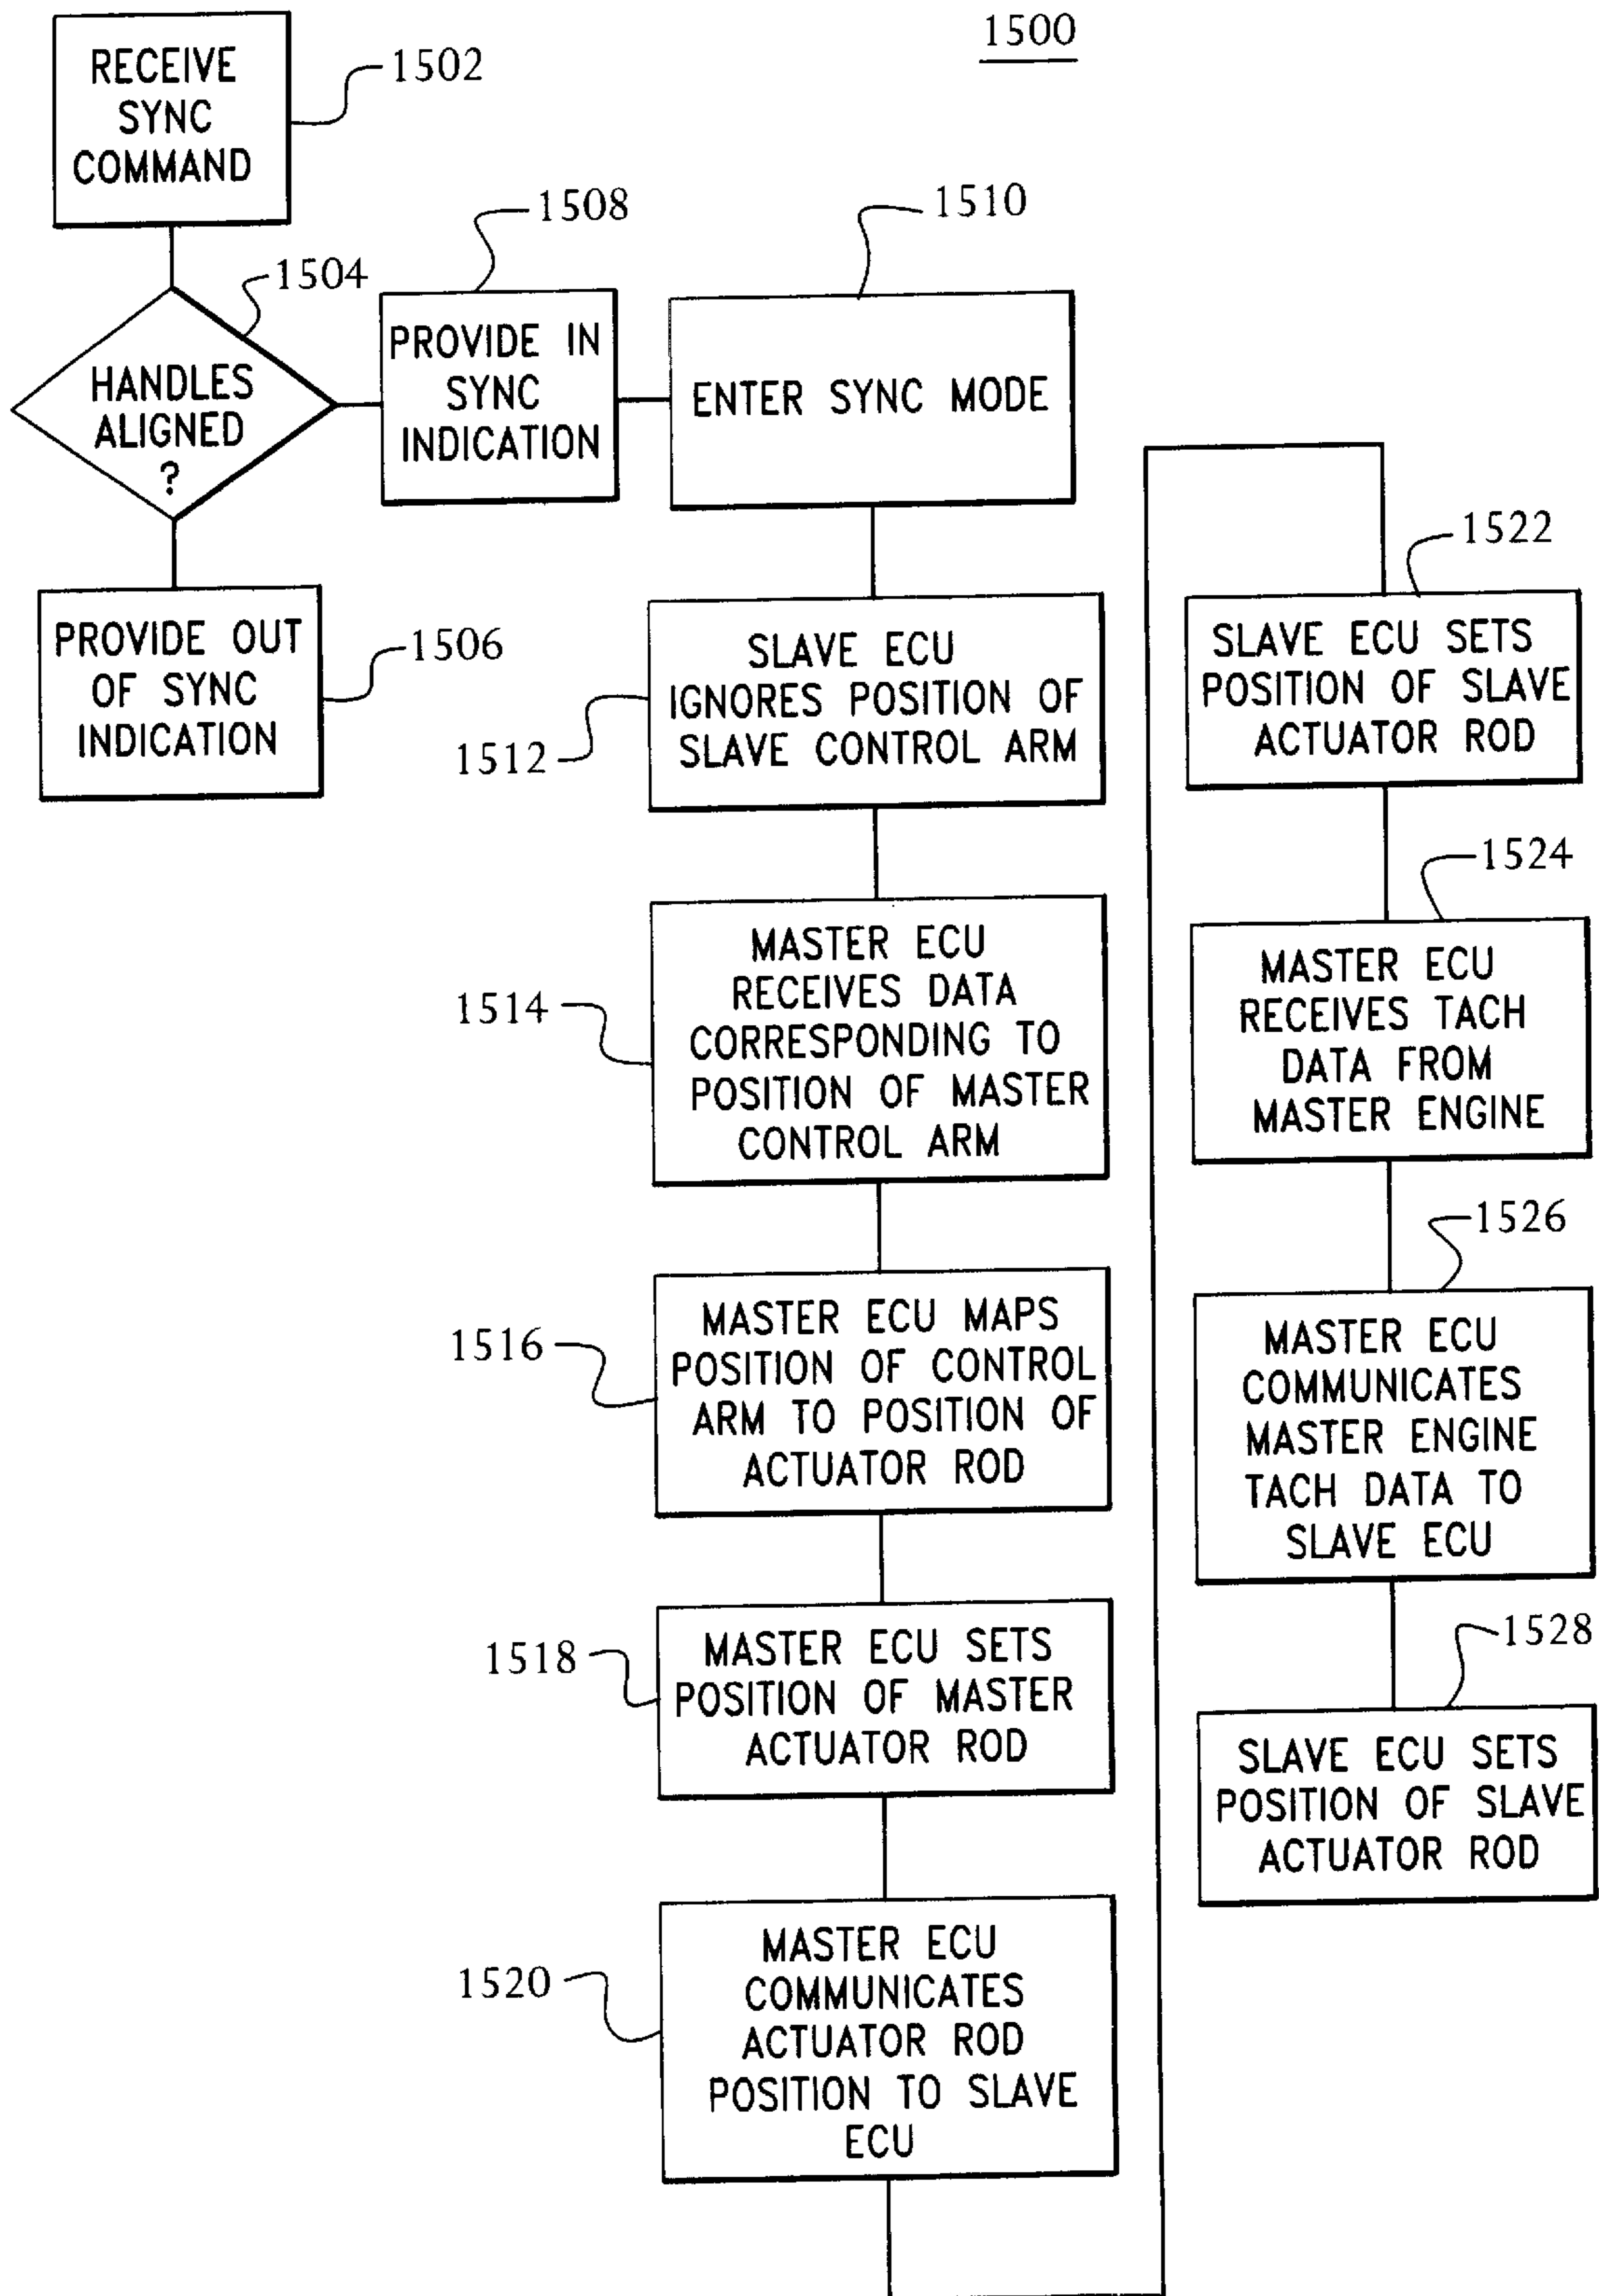 1500
RECEIVE
SYNC
COMMAND
1502
1504
HANDLES
ALIGNED
?
PROVIDE OUT
OF SYNC
INDICATION
1506
1508
PROVIDE IN
SYNC
INDICATION
1510
ENTER SYNC MODE
SLAVE ECU
IGNORES POSITION OF
SLAVE CONTROL ARM
1512
MASTER ECU
RECEIVES DATA
CORRESPONDING TO
POSITION OF MASTER
CONTROL ARM
1514
MASTER ECU MAPS
POSITION OF CONTROL
ARM TO POSITION OF
ACTUATOR ROD
1516
MASTER ECU SETS
POSITION OF MASTER
ACTUATOR ROD
1518
MASTER ECU
COMMUNICATES
ACTUATOR ROD
POSITION TO SLAVE
ECU
1520
1522
SLAVE ECU SETS
POSITION OF SLAVE
ACTUATOR ROD
1524
MASTER ECU
RECEIVES TACH
DATA FROM
MASTER ENGINE
1526
MASTER ECU
COMMUNICATES
MASTER ENGINE
TACH DATA TO
SLAVE ECU
1528
SLAVE ECU SETS
POSITION OF SLAVE
ACTUATOR ROD